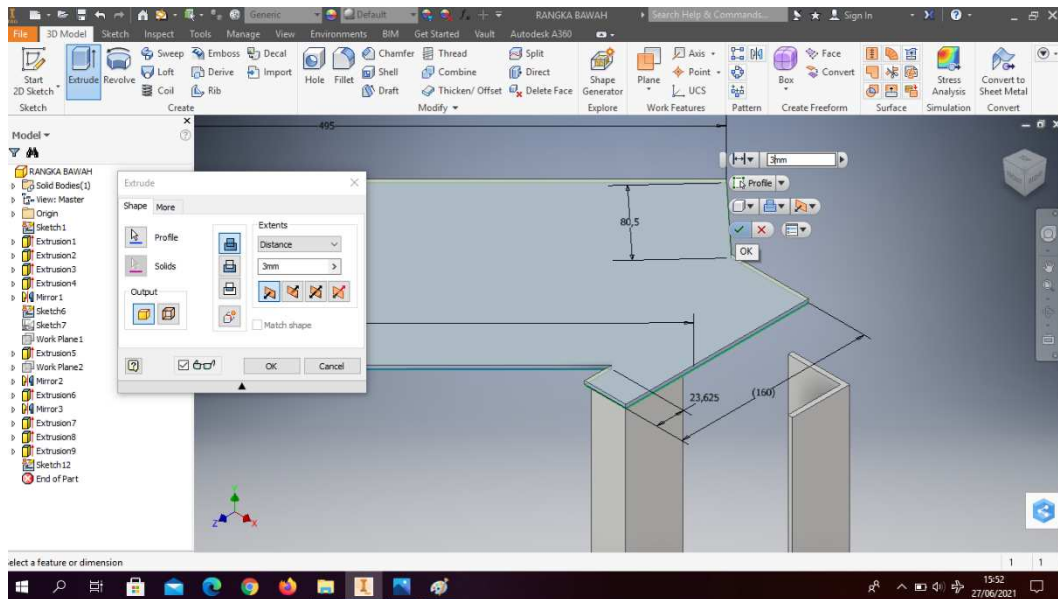 Generic
Default
RANGKA BAWAH
Search Help & Commands...
Sign In
File 3D Model Sketch Inspect Tools Manage View Environments BIM Get Started Vault Autodesk A360
Start 2D Sketch
Extrude
Revolve
Sweep
Loft
Coil
Emboss
Derive
Rib
Decal
Import
Hole
Fillet
Chamfer
Shell
Draft
Thread
Combine
Thicken/ Offset
Split
Direct
Delete Face
Shape Generator
Plane
Axis
Point
UCS
Box
Face
Convert
Stress Analysis
Convert to Sheet Metal
Sketch Create Modify Explore Work Features Pattern Create Freeform Surface Simulation Convert
Model
RANGKA BAWAH
Solid Bodies(1)
View: Master
Origin
Sketch1
Extrusion1
Extrusion2
Extrusion3
Extrusion4
Mirror1
Sketch6
Sketch7
Work Plane1
Extrusion5
Work Plane2
Mirror2
Extrusion6
Mirror3
Extrusion7
Extrusion8
Extrusion9
Sketch12
End of Part
Extrude
Shape More
Profile
Solids
Output
Extents
Distance
3mm
Match shape
OK Cancel
495
80,5
23,625
(160)
3mm
Profile
OK
Y
Z
X
elect a feature or dimension
1 1
15:52
27/06/2021